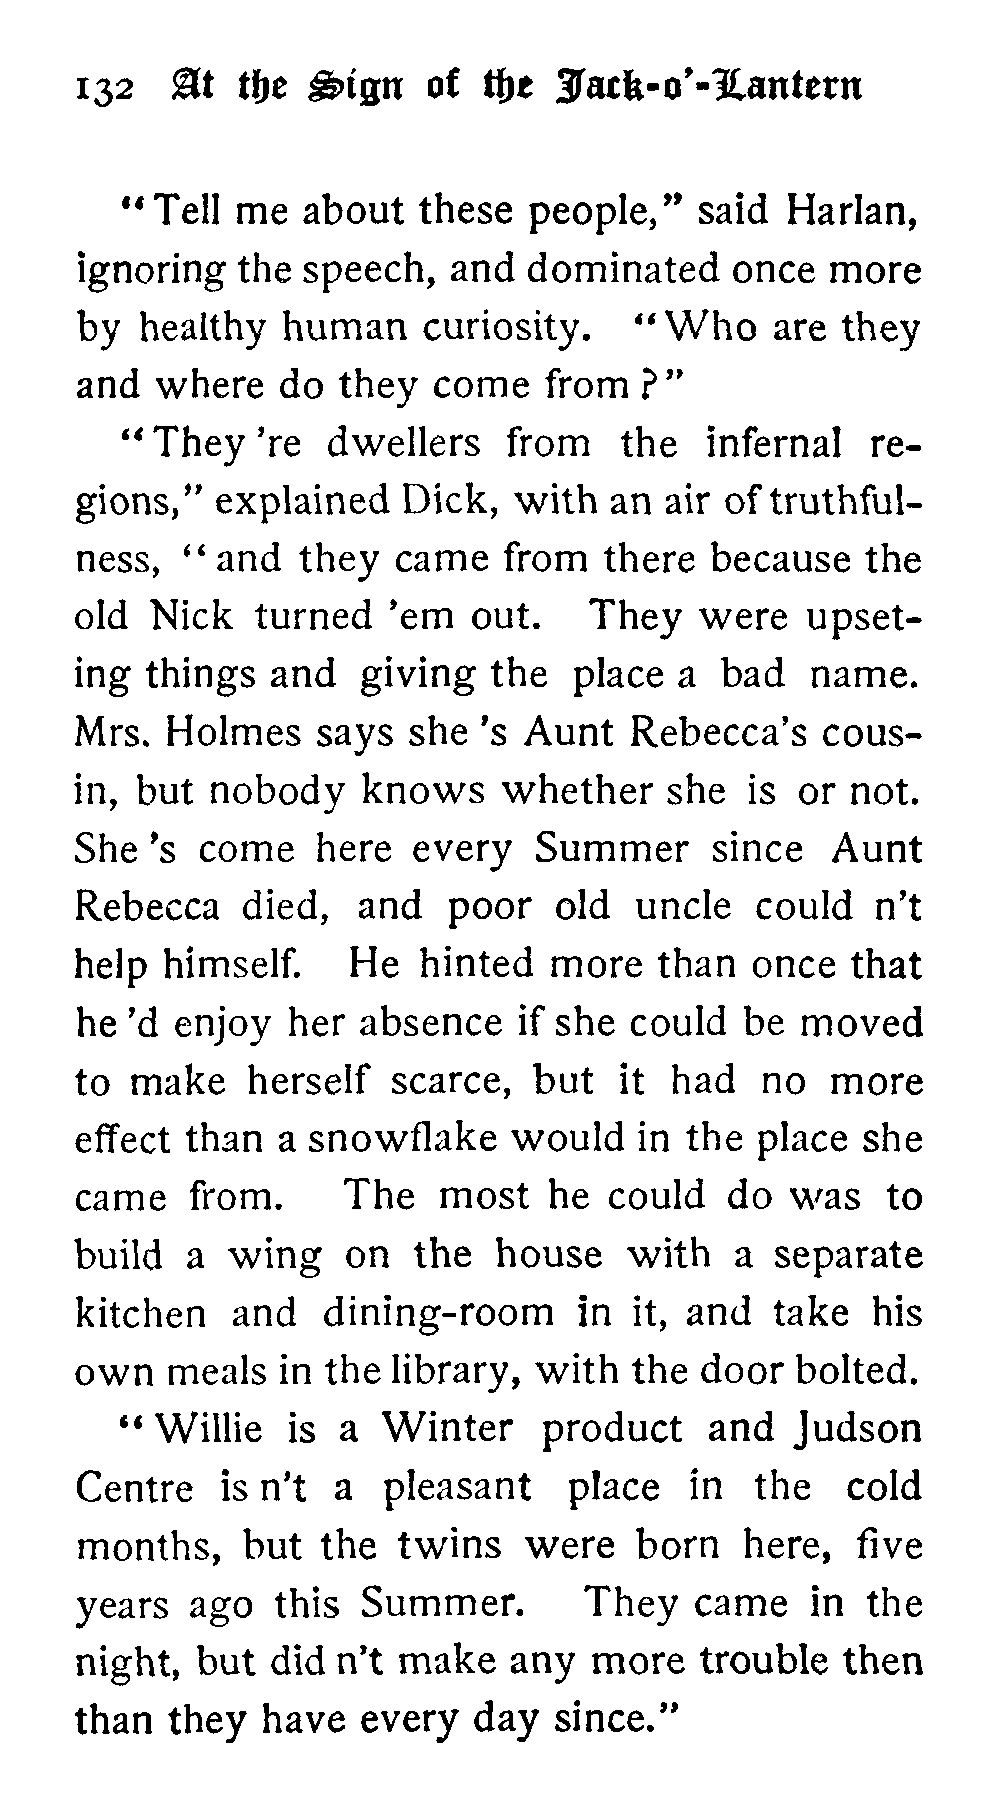 132 At the Sign of the Jack-o'-Lantern
"Tell me about these people," said Harlan,
ignoring the speech, and dominated once more
by healthy human curiosity. "Who are they
and where do they come from?"
"They 're dwellers from the infernal re-
gions," explained Dick, with an air of truthful-
ness, "and they came from there because the
old Nick turned 'em out. They were upset-
ing things and giving the place a bad name.
Mrs. Holmes says she 's Aunt Rebecca's cous-
in, but nobody knows whether she is or not.
She 's come here every Summer since Aunt
Rebecca died, and poor old uncle could n't
help himself. He hinted more than once that
he 'd enjoy her absence if she could be moved
to make herself scarce, but it had no more
effect than a snowflake would in the place she
came from. The most he could do was to
build a wing on the house with a separate
kitchen and dining-room in it, and take his
own meals in the library, with the door bolted.
"Willie is a Winter product and Judson
Centre is n't a pleasant place in the cold
months, but the twins were born here, five
years ago this Summer. They came in the
night, but did n't make any more trouble then
than they have every day since."